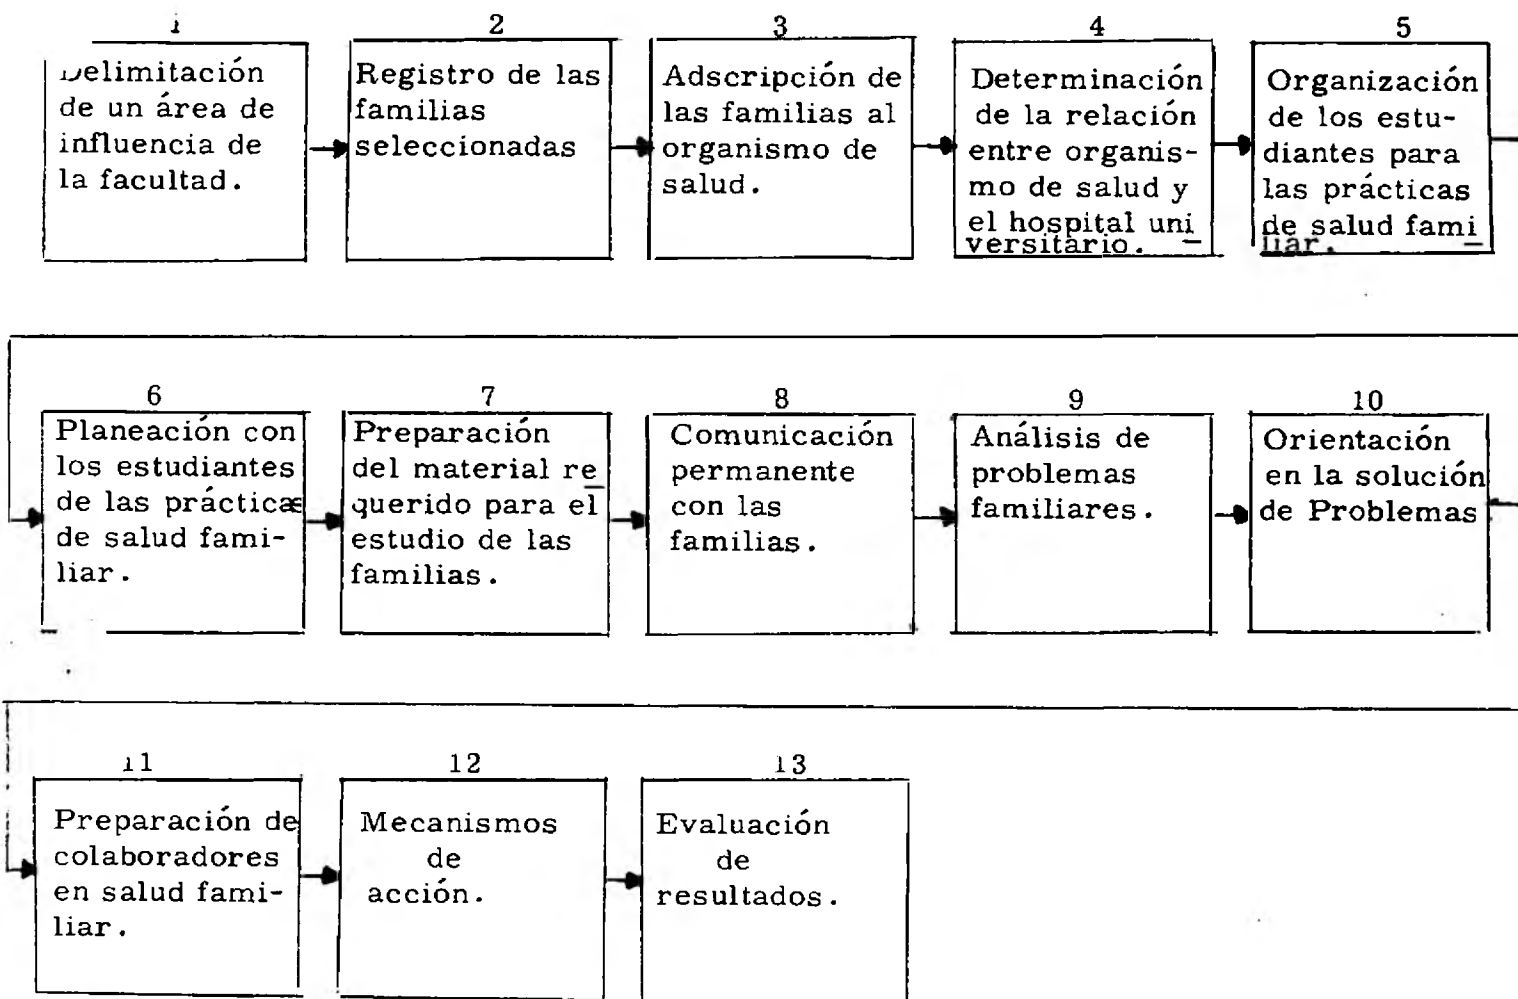 1
Delimitación
de un área de
influencia de
la facultad.
2
Registro de las
familias
seleccionadas
3
Adscripción de
las familias al
organismo de
salud.
4
Determinación
de la relación
entre organis-
mo de salud y
el hospital uni
versitario.
5
Organización
de los estu-
diantes para
las prácticas
de salud fami
liar.
6
Planeación con
los estudiantes
de las prácticas
de salud fami-
liar.
7
Preparación
del material re
querido para el
estudio de las
familias.
8
Comunicación
permanente
con las
familias.
9
Análisis de
problemas
familiares.
10
Orientación
en la solución
de Problemas
11
Preparación de
colaboradores
en salud fami-
liar.
12
Mecanismos
de
acción.
13
Evaluación
de
resultados.